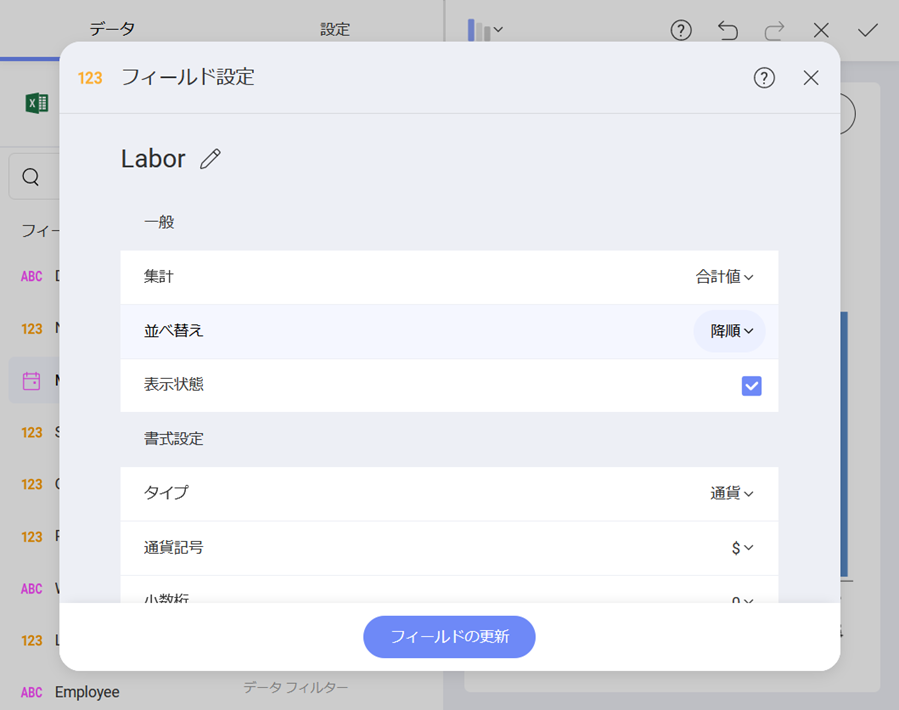 データ 設定
123 フィールド設定
Labor
フィー
一般
ABC
集計 合計値
123
並べ替え 降順
表示状態
123
書式設定
123
タイプ 通貨
123
通貨記号 $
ABC
小数桁 0
123
フィールドの更新
ABC Employee データ フィルター